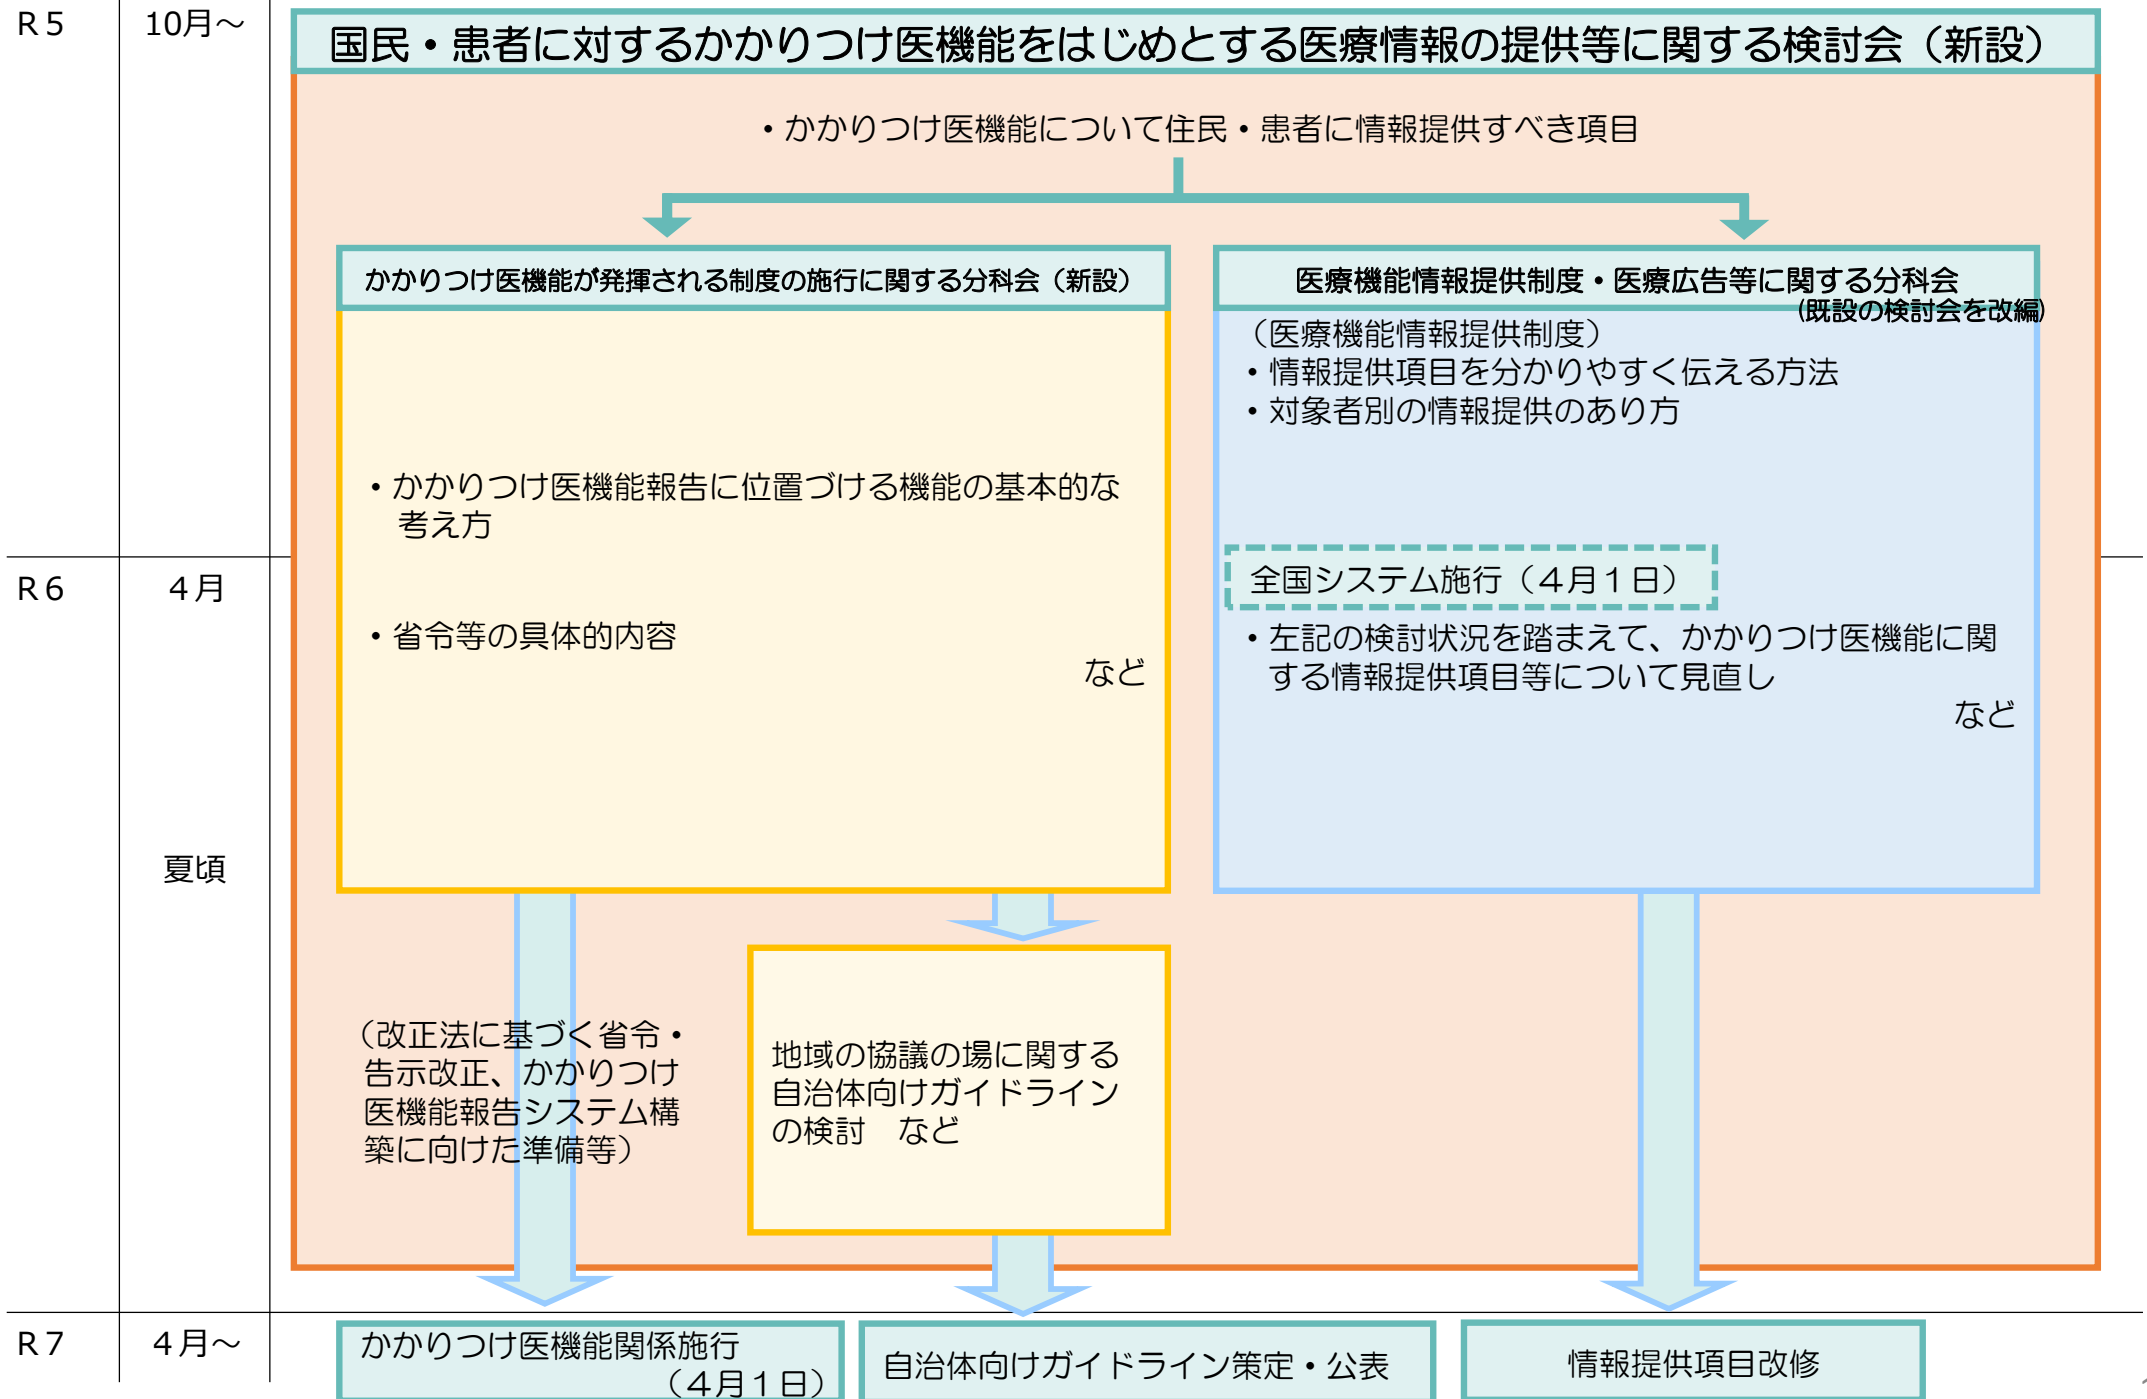 R５ 10月～
国民・患者に対するかかりつけ医機能をはじめとする医療情報の提供等に関する検討会（新設）
・かかりつけ医機能について住民・患者に情報提供すべき項目
かかりつけ医機能が発揮される制度の施行に関する分科会（新設）
・かかりつけ医機能報告に位置づける機能の基本的な
考え方
・省令等の具体的内容
など
医療機能情報提供制度・医療広告等に関する分科会
(既設の検討会を改編)
（医療機能情報提供制度）
・情報提供項目を分かりやすく伝える方法
・対象者別の情報提供のあり方
R６ ４月
全国システム施行（４月１日）
・左記の検討状況を踏まえて、かかりつけ医機能に関
する情報提供項目等について見直し
など
夏頃
（改正法に基づく省令・
告示改正、かかりつけ
医機能報告システム構
築に向けた準備等）
地域の協議の場に関する
自治体向けガイドライン
の検討　など
R７ ４月～
かかりつけ医機能関係施行
（４月１日）
自治体向けガイドライン策定・公表
情報提供項目改修